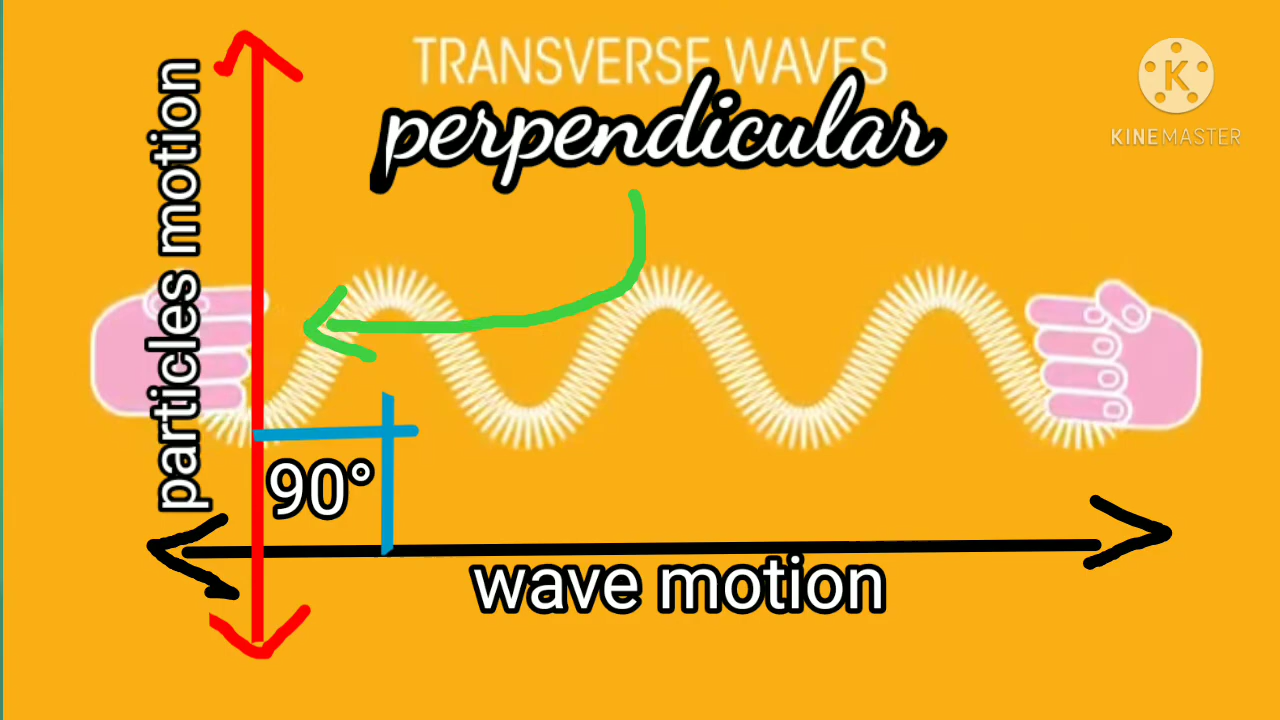 TRANSVERSE WAVES
perpendicular
K
KINEMASTER
particles motion
90°
wave motion